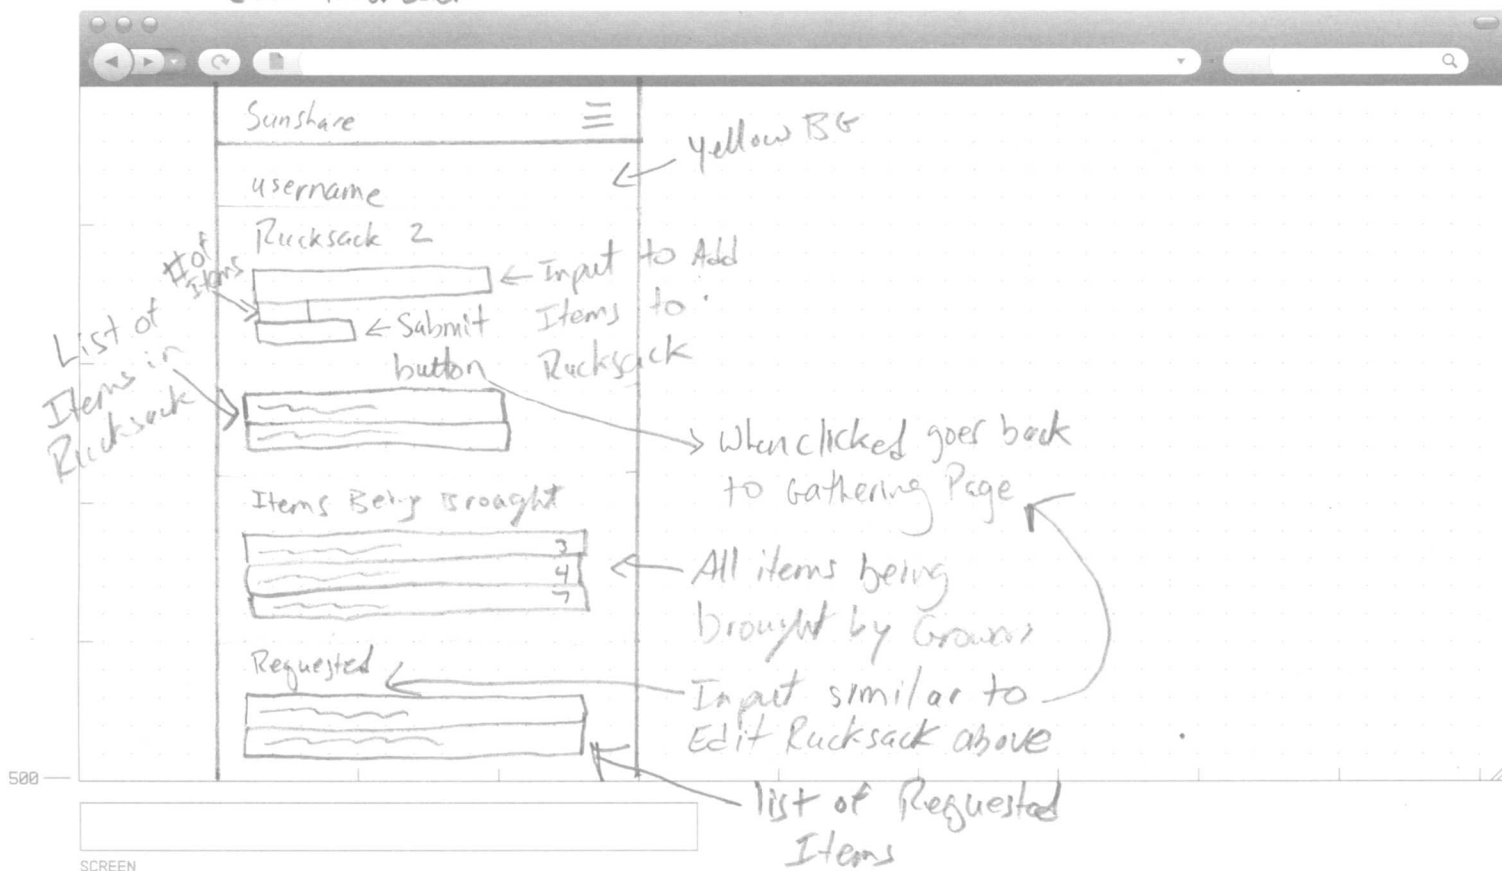 Sunshare
yellow BG
username
Rucksack 2
# of
Items
Input to Add
Items to
Rucksack
Submit
button
List of
Items in
Rucksack
When clicked goes back
to Gathering Page
Items Being Brought
3
4
7
All items being
brought by
Requested
Input similar to
Edit Rucksack above
500
list of Requested
Items
SCREEN